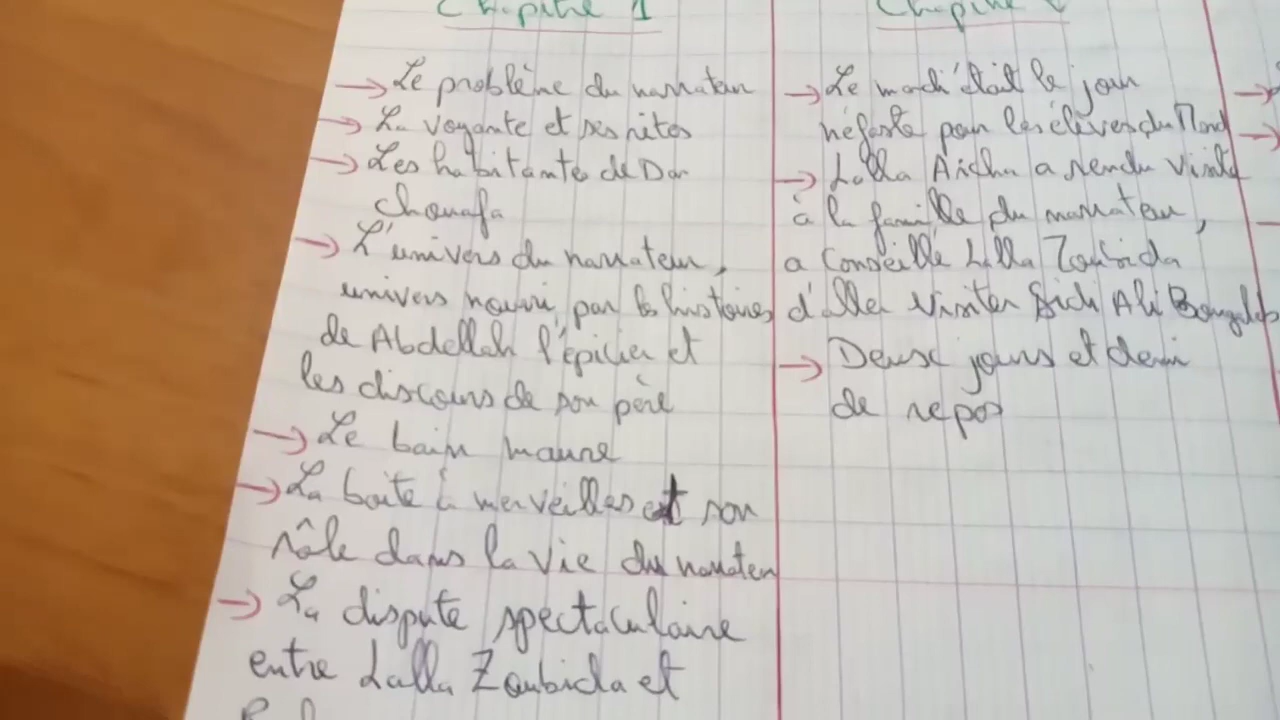 Chapitre 1
→ Le problème du narrateur
→ La voyante et ses rites
→ Les habitants de Dar
Chouafa
→ L'univers du narrateur,
univers nourri par les histoires
de Abdellah l'épicier et
les discours de son père
→ Le bain maure
→ La boite à merveilles et son
rôle dans la vie du narrateur
→ La dispute spectaculaire
entre Lalla Zoubida et
Chapitre
→ Le mardi était le jour
néfaste pour les élèves du
→ Lalla Aicha a rendu visite
à la famille du narrateur,
a conseillé Lalla Zoubida
d'aller visiter Sidi Ali
→ Deux jours et demi
de repos